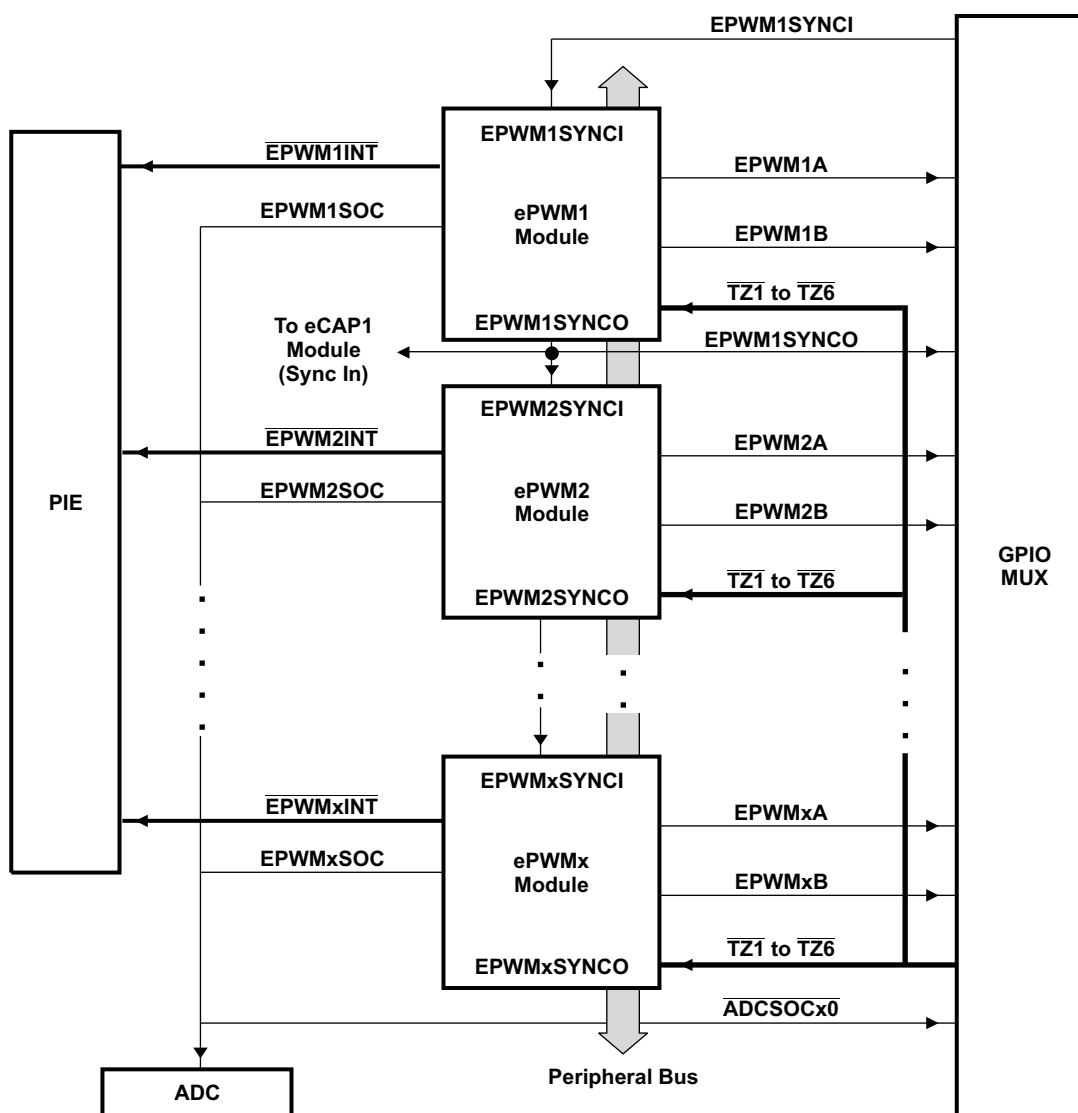 EPWM1SYNCI
EPWM1SYNCI
EPWM1INT
EPWM1A
EPWM1SOC
ePWM1
Module
EPWM1B
TZ1 to TZ6
EPWM1SYNCO
To eCAP1
Module
(Sync In)
EPWM1SYNCO
EPWM2SYNCI
EPWM2INT
EPWM2A
EPWM2SOC
ePWM2
Module
EPWM2B
PIE
GPIO
MUX
TZ1 to TZ6
EPWM2SYNCO
EPWMxSYNCI
EPWMxINT
EPWMxA
EPWMxSOC
ePWMx
Module
EPWMxB
TZ1 to TZ6
EPWMxSYNCO
ADCSOCx0
Peripheral Bus
ADC